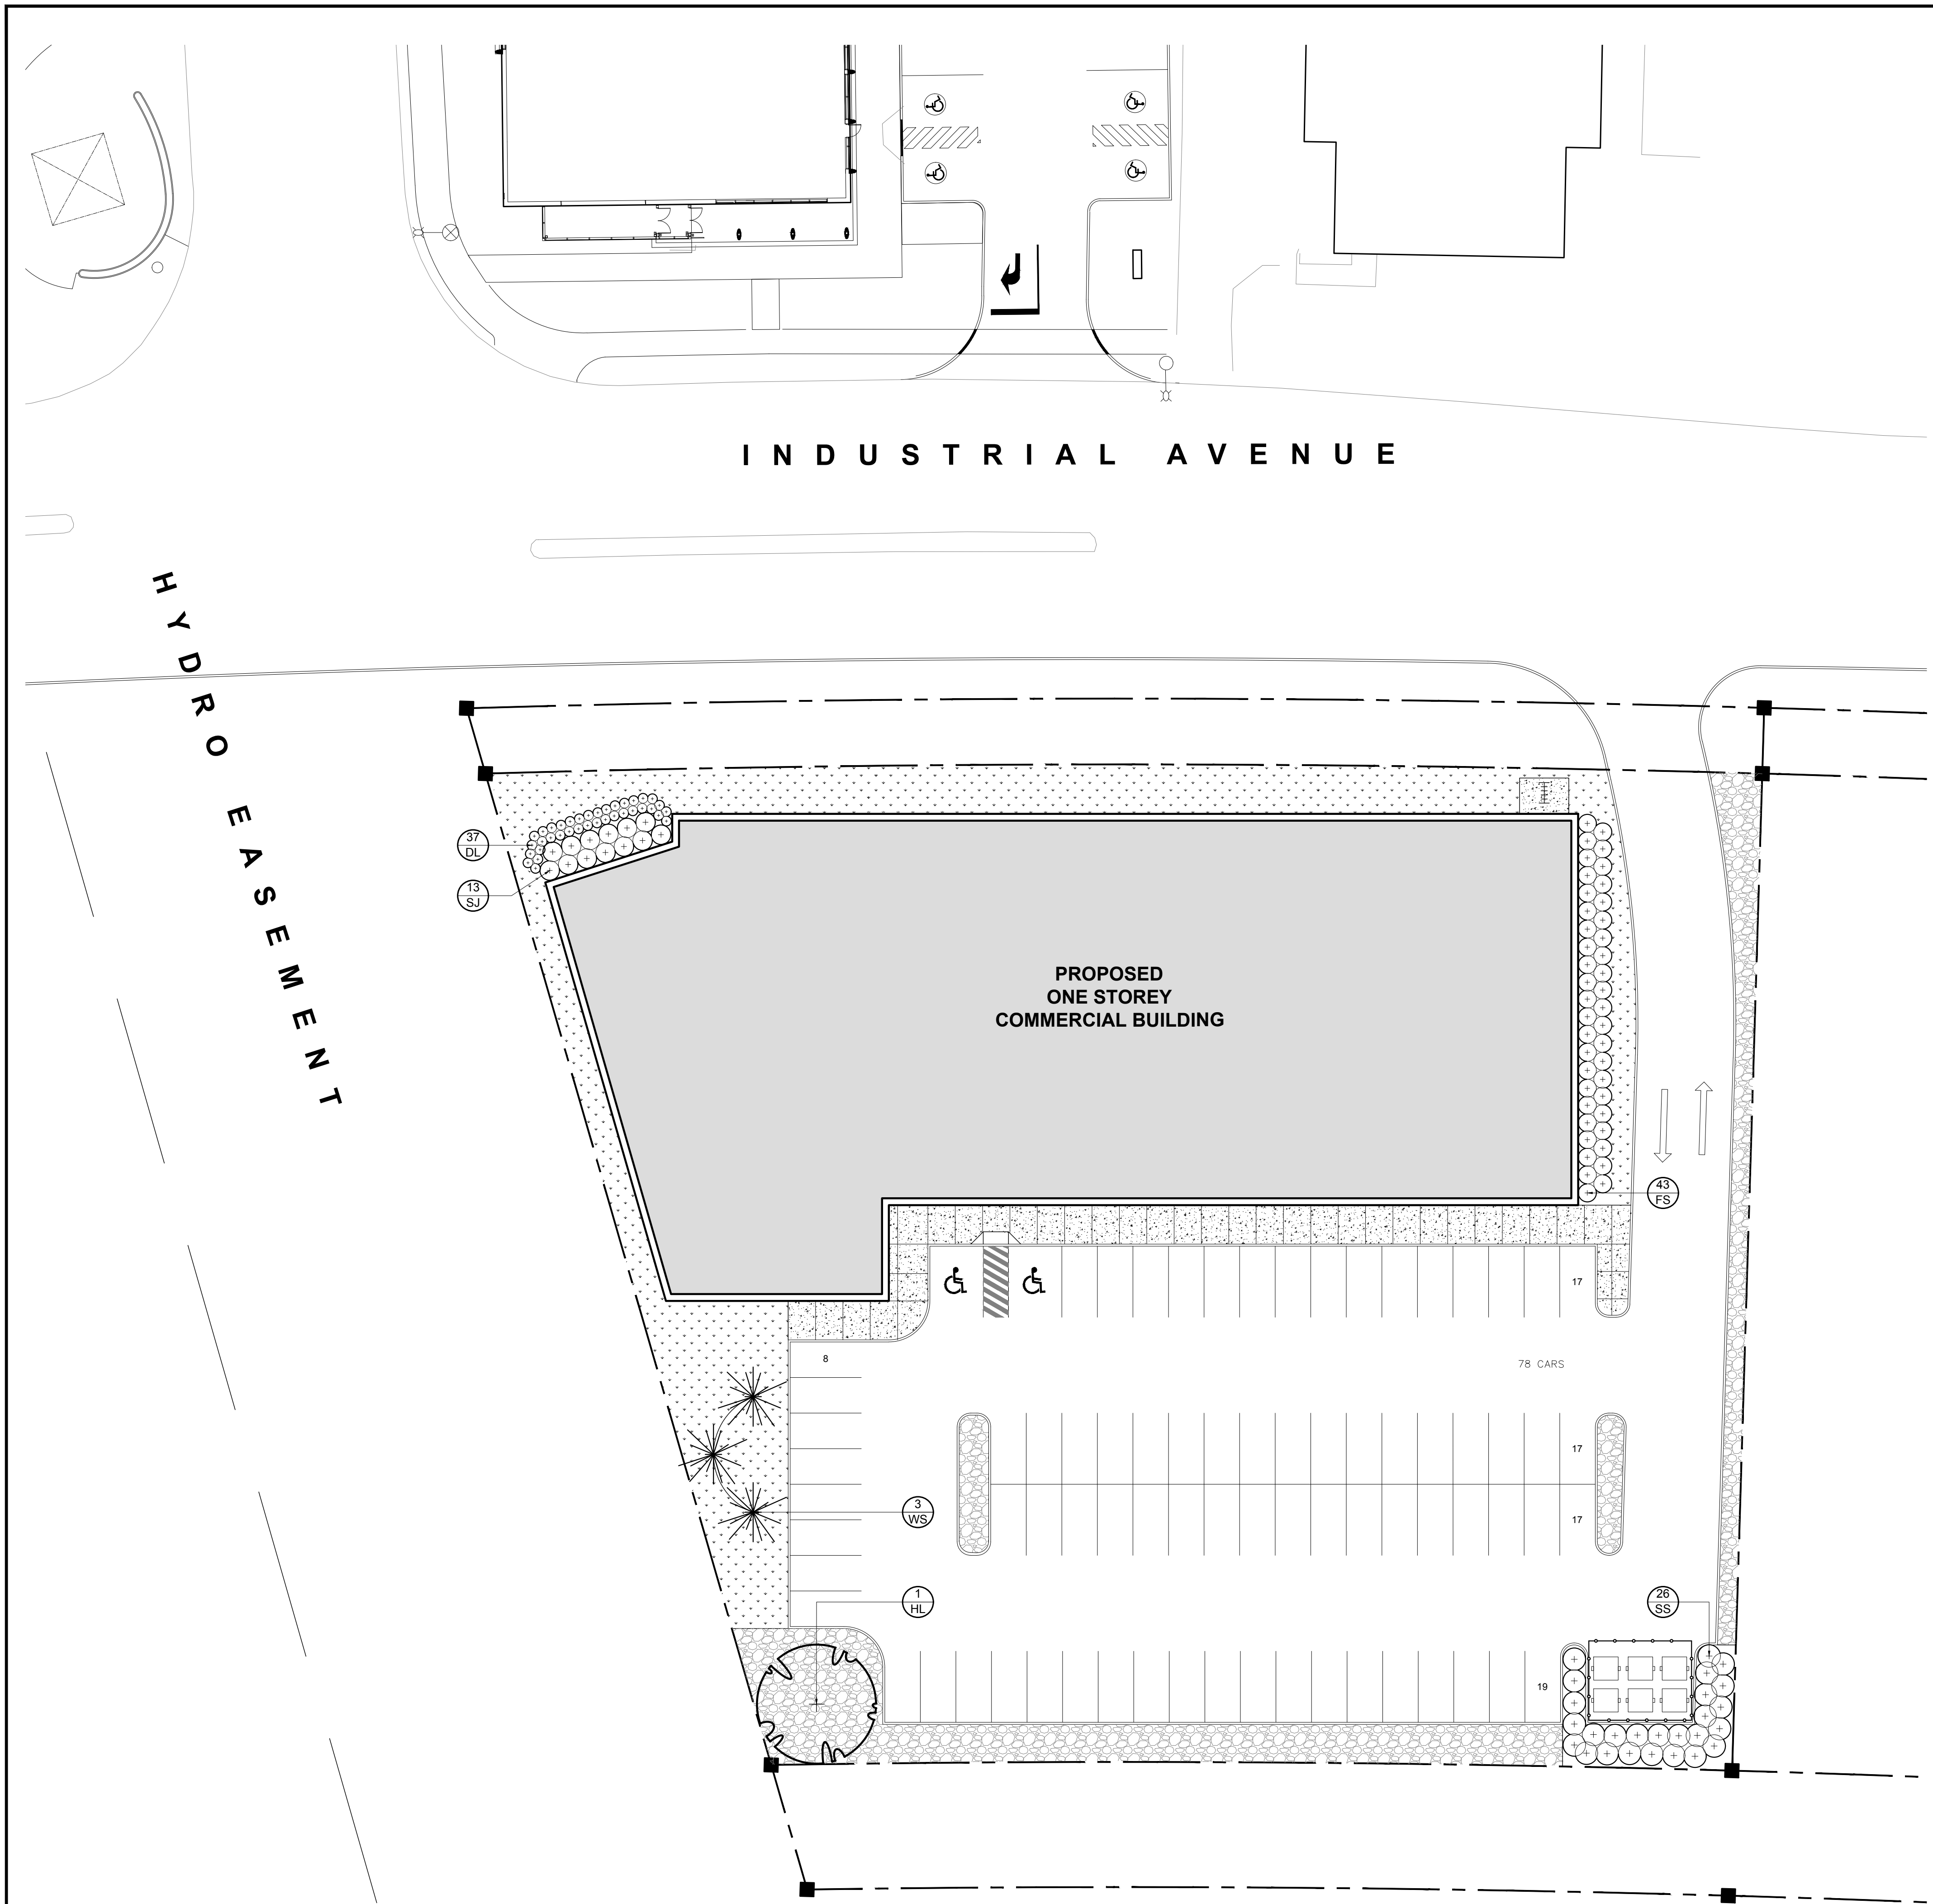 INDUSTRIAL AVENUE
HYDRO EASEMENT
37
DL
13
SJ
PROPOSED
ONE STOREY
COMMERCIAL BUILDING
43
FS
17
8
78 CARS
17
3
WS
17
1
HL
26
SS
19